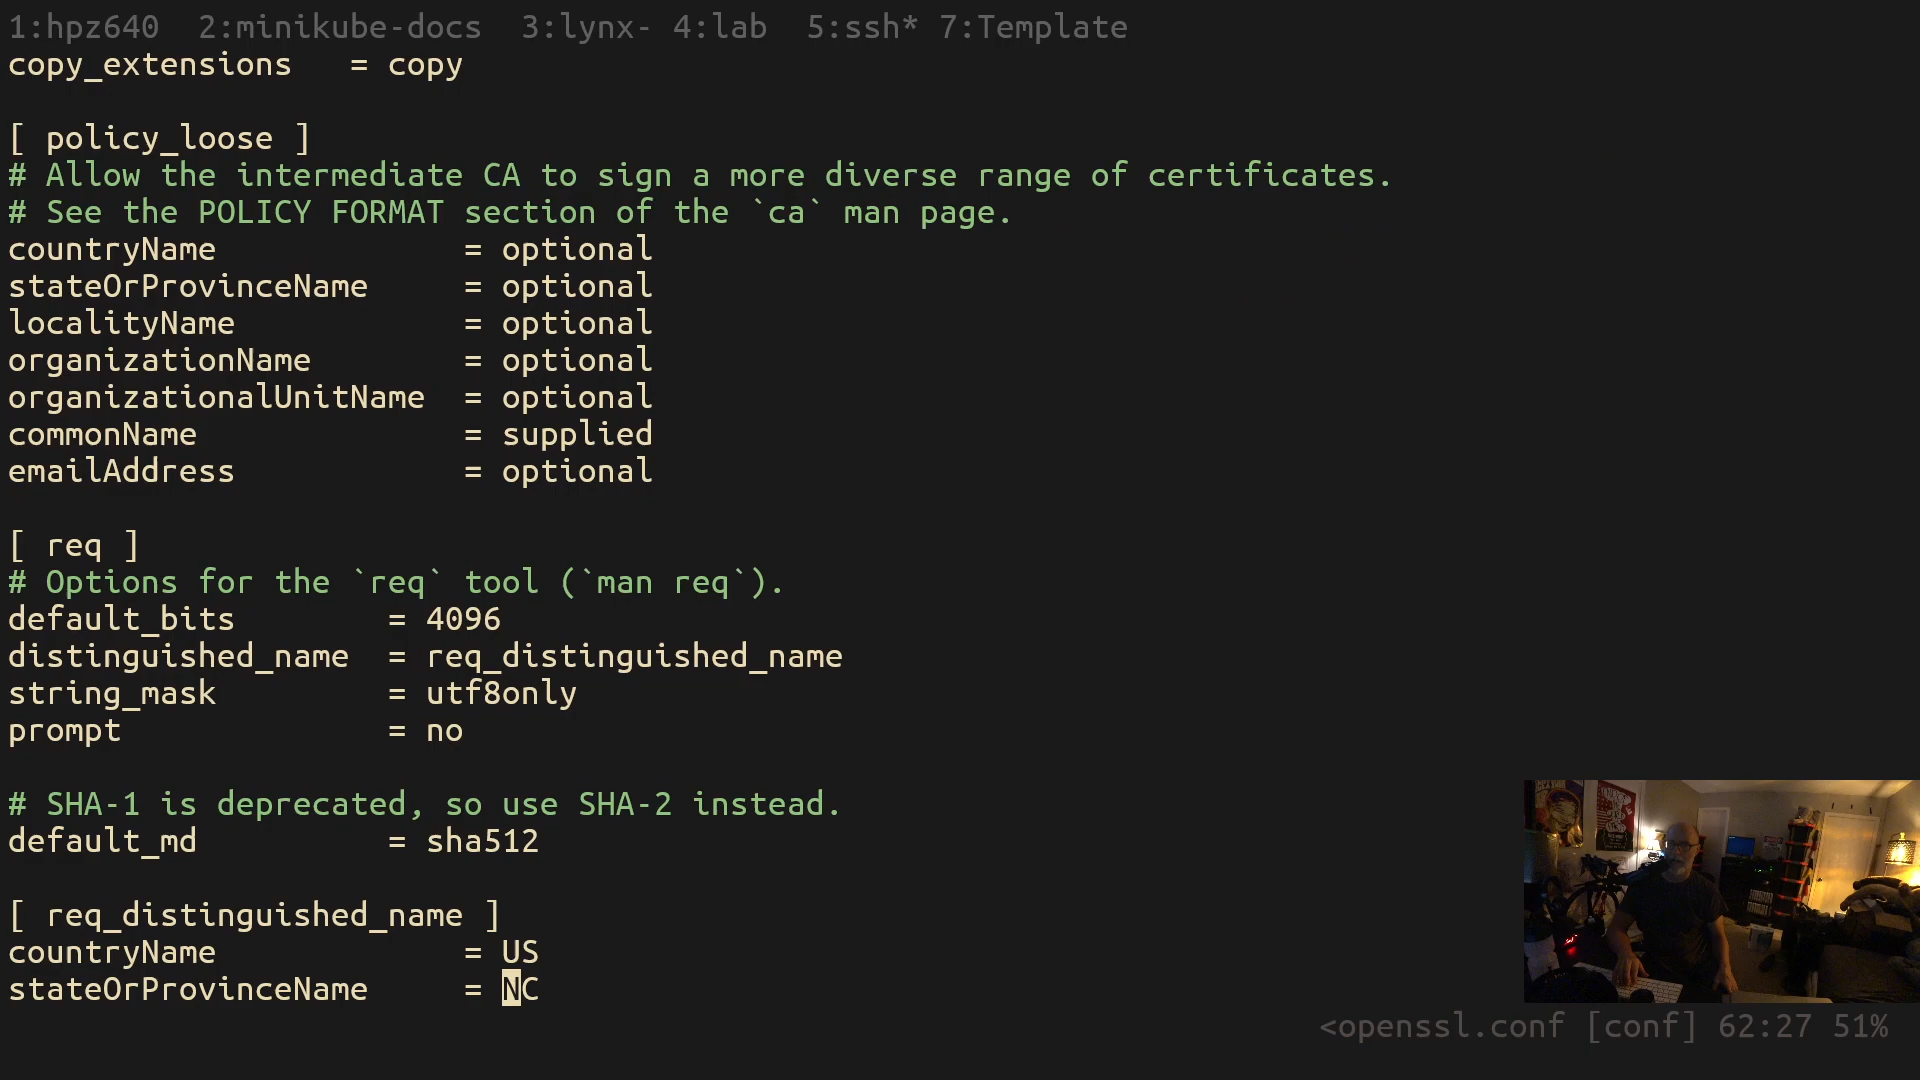 1:hpz640  2:minikube-docs  3:lynx- 4:lab  5:ssh* 7:Template
copy_extensions   = copy
[ policy_loose ]
# Allow the intermediate CA to sign a more diverse range of certificates.
# See the POLICY FORMAT section of the `ca` man page.
countryName             = optional
stateOrProvinceName     = optional
localityName            = optional
organizationName        = optional
organizationalUnitName  = optional
commonName              = supplied
emailAddress            = optional
[ req ]
# Options for the `req` tool (`man req`).
default_bits        = 4096
distinguished_name  = req_distinguished_name
string_mask         = utf8only
prompt              = no
# SHA-1 is deprecated, so use SHA-2 instead.
default_md          = sha512
[ req_distinguished_name ]
countryName             = US
stateOrProvinceName     = NC
<openssl.conf [conf] 62:27 51%